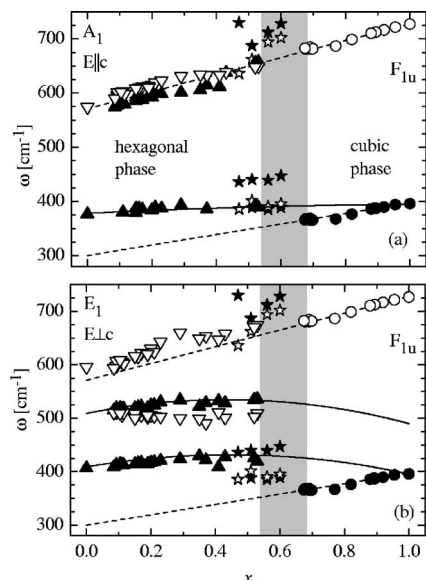 A1
E||c
700
600
500
400
300
ω [cm-1]
F1u
hexagonal
phase
cubic
phase
(a)
E1
E⊥c
700
600
500
400
300
ω [cm-1]
F1u
(b)
0.0 0.2 0.4 0.6 0.8 1.0
x